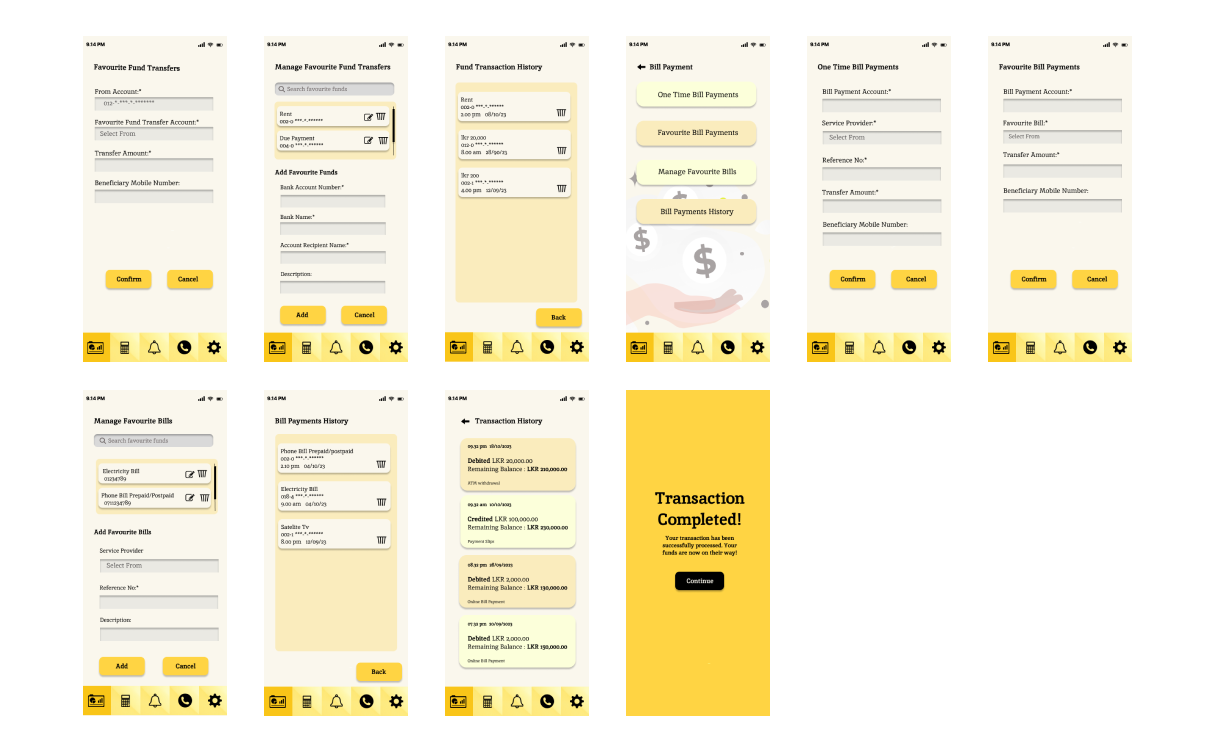 9.14 PM
Favourite Fund Transfers
From Account:*
012-*.***.*.*******
Favourite Fund Transfer Account:*
Select From
Transfer Amount:*
Beneficiary Mobile Number:
Confirm
Cancel
9.14 PM
Manage Favourite Fund Transfers
Search favourite funds
Rent
002-0 ***.*.******
Due Payment
004-0 ***.*.******
Add Favourite Funds
Bank Account Number:*
Bank Name:*
Account Recipient Name:*
Description:
Add
Cancel
9.14 PM
Fund Transaction History
Rent
002-0 ***.*.******
2.00 pm 08/10/23
lkr 20,000
012-0 ***.*.******
8.00 am 28/90/23
lkr 200
002-1 ***.*.******
4.00 pm 12/09/23
Back
9.14 PM
Bill Payment
One Time Bill Payments
Favourite Bill Payments
Manage Favourite Bills
Bill Payments History
$
$
9.14 PM
One Time Bill Payments
Bill Payment Account:*
Service Provider:*
Select From
Reference No:*
Transfer Amount:*
Beneficiary Mobile Number:
Confirm
Cancel
9.14 PM
Favourite Bill Payments
Bill Payment Account:*
Favourite Bill:*
Select From
Transfer Amount:*
Beneficiary Mobile Number:
Confirm
Cancel
9.14 PM
Manage Favourite Bills
Search favourite funds
Electricity Bill
01234789
Phone Bill Prepaid/Postpaid
0711234789
Add Favourite Bills
Service Provider
Select From
Reference No:*
Description:
Add
Cancel
9.14 PM
Bill Payments History
Phone Bill Prepaid/postpaid
002-0 ***.*.******
2.10 pm 04/10/23
Electricity Bill
018-4 ***.*.******
9.00 am 04/10/23
Satelite Tv
002-1 ***.*.******
8.00 pm 12/09/23
Back
9.14 PM
Transaction History
09.32 pm 18/10/2023
Debited LKR 20,000.00
Remaining Balance : LKR 210,000.00
ATM withdrawal
09.32 am 10/10/2023
Credited LKR 100,000.00
Remaining Balance : LKR 230,000.00
Payment Slips
08.32 pm 28/09/2023
Debited LKR 2,000.00
Remaining Balance : LKR 130,000.00
Online Bill Payment
07.32 pm 20/09/2023
Debited LKR 2,000.00
Remaining Balance : LKR 150,000.00
Online Bill Payment
Transaction
Completed!
Your transaction has been
successfully processed. Your
funds are now on their way!
Continue